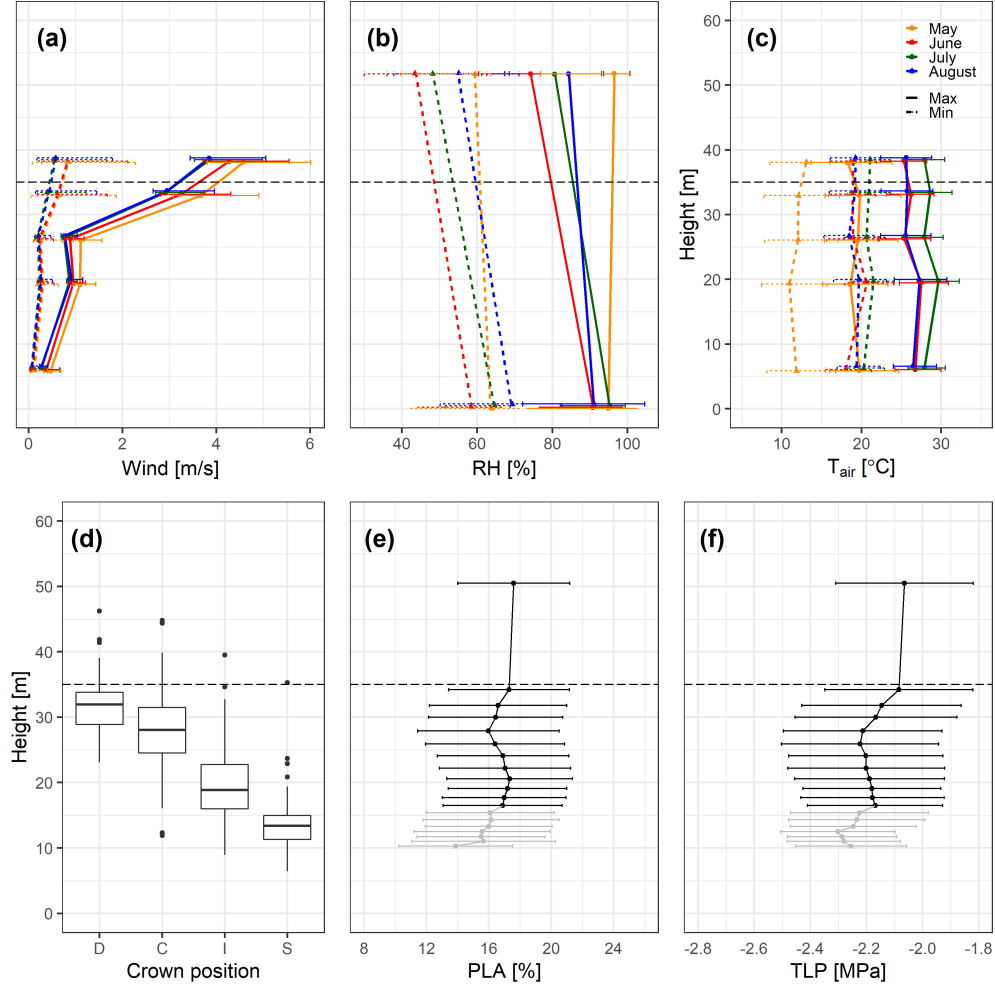 (a)
(b)
(c)
May
June
July
August
Max
Min
Height [m]
60
50
40
30
20
10
0
0 2 4 6
Wind [m/s]
40 60 80 100
RH [%]
10 20 30
T air [°C]
(d)
(e)
(f)
Height [m]
60
50
40
30
20
10
0
D C I S
Crown position
8 12 16 20 24
PLA [%]
-2.8 -2.6 -2.4 -2.2 -2.0 -1.8
TLP [MPa]